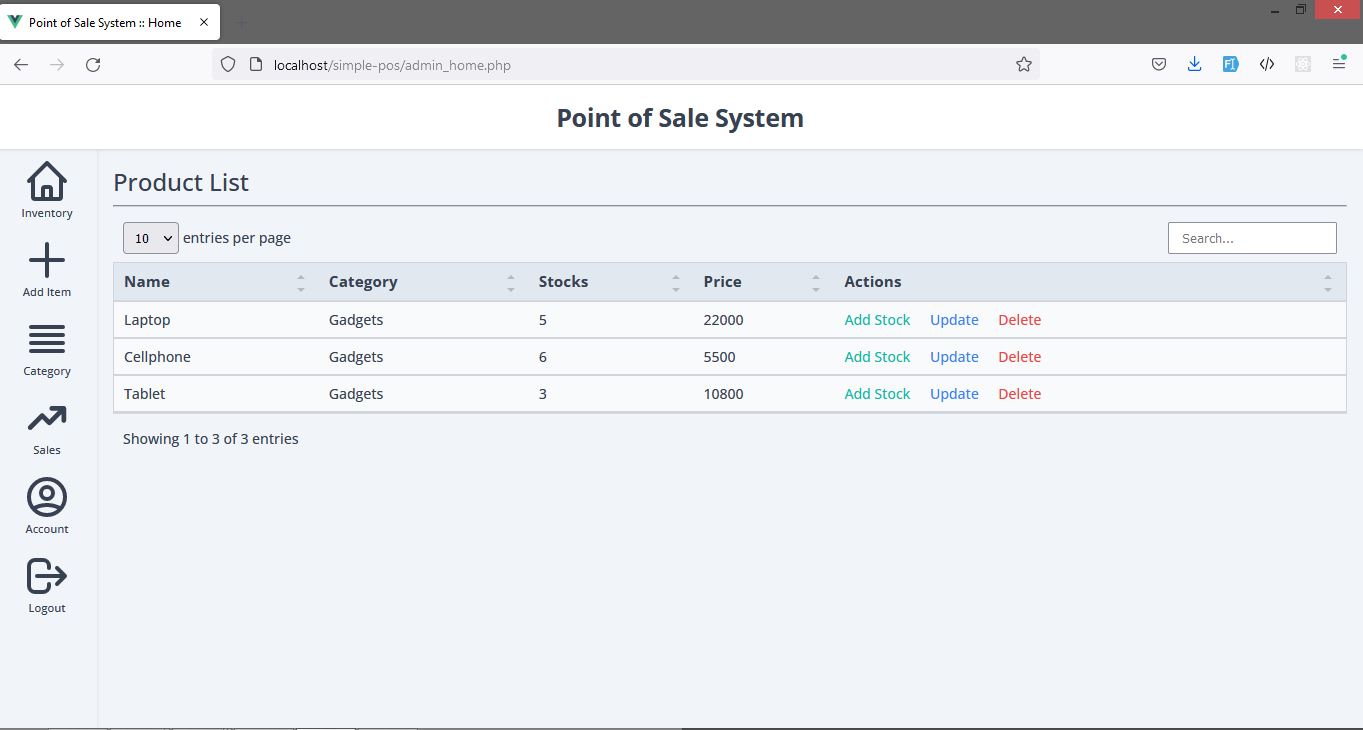 Point of Sale System :: Home
localhost/simple-pos/admin_home.php
Point of Sale System
Inventory
Add Item
Category
Sales
Account
Logout
Product List
10 entries per page
Search...
Name Category Stocks Price Actions
Laptop Gadgets 5 22000 Add Stock Update Delete
Cellphone Gadgets 6 5500 Add Stock Update Delete
Tablet Gadgets 3 10800 Add Stock Update Delete
Showing 1 to 3 of 3 entries